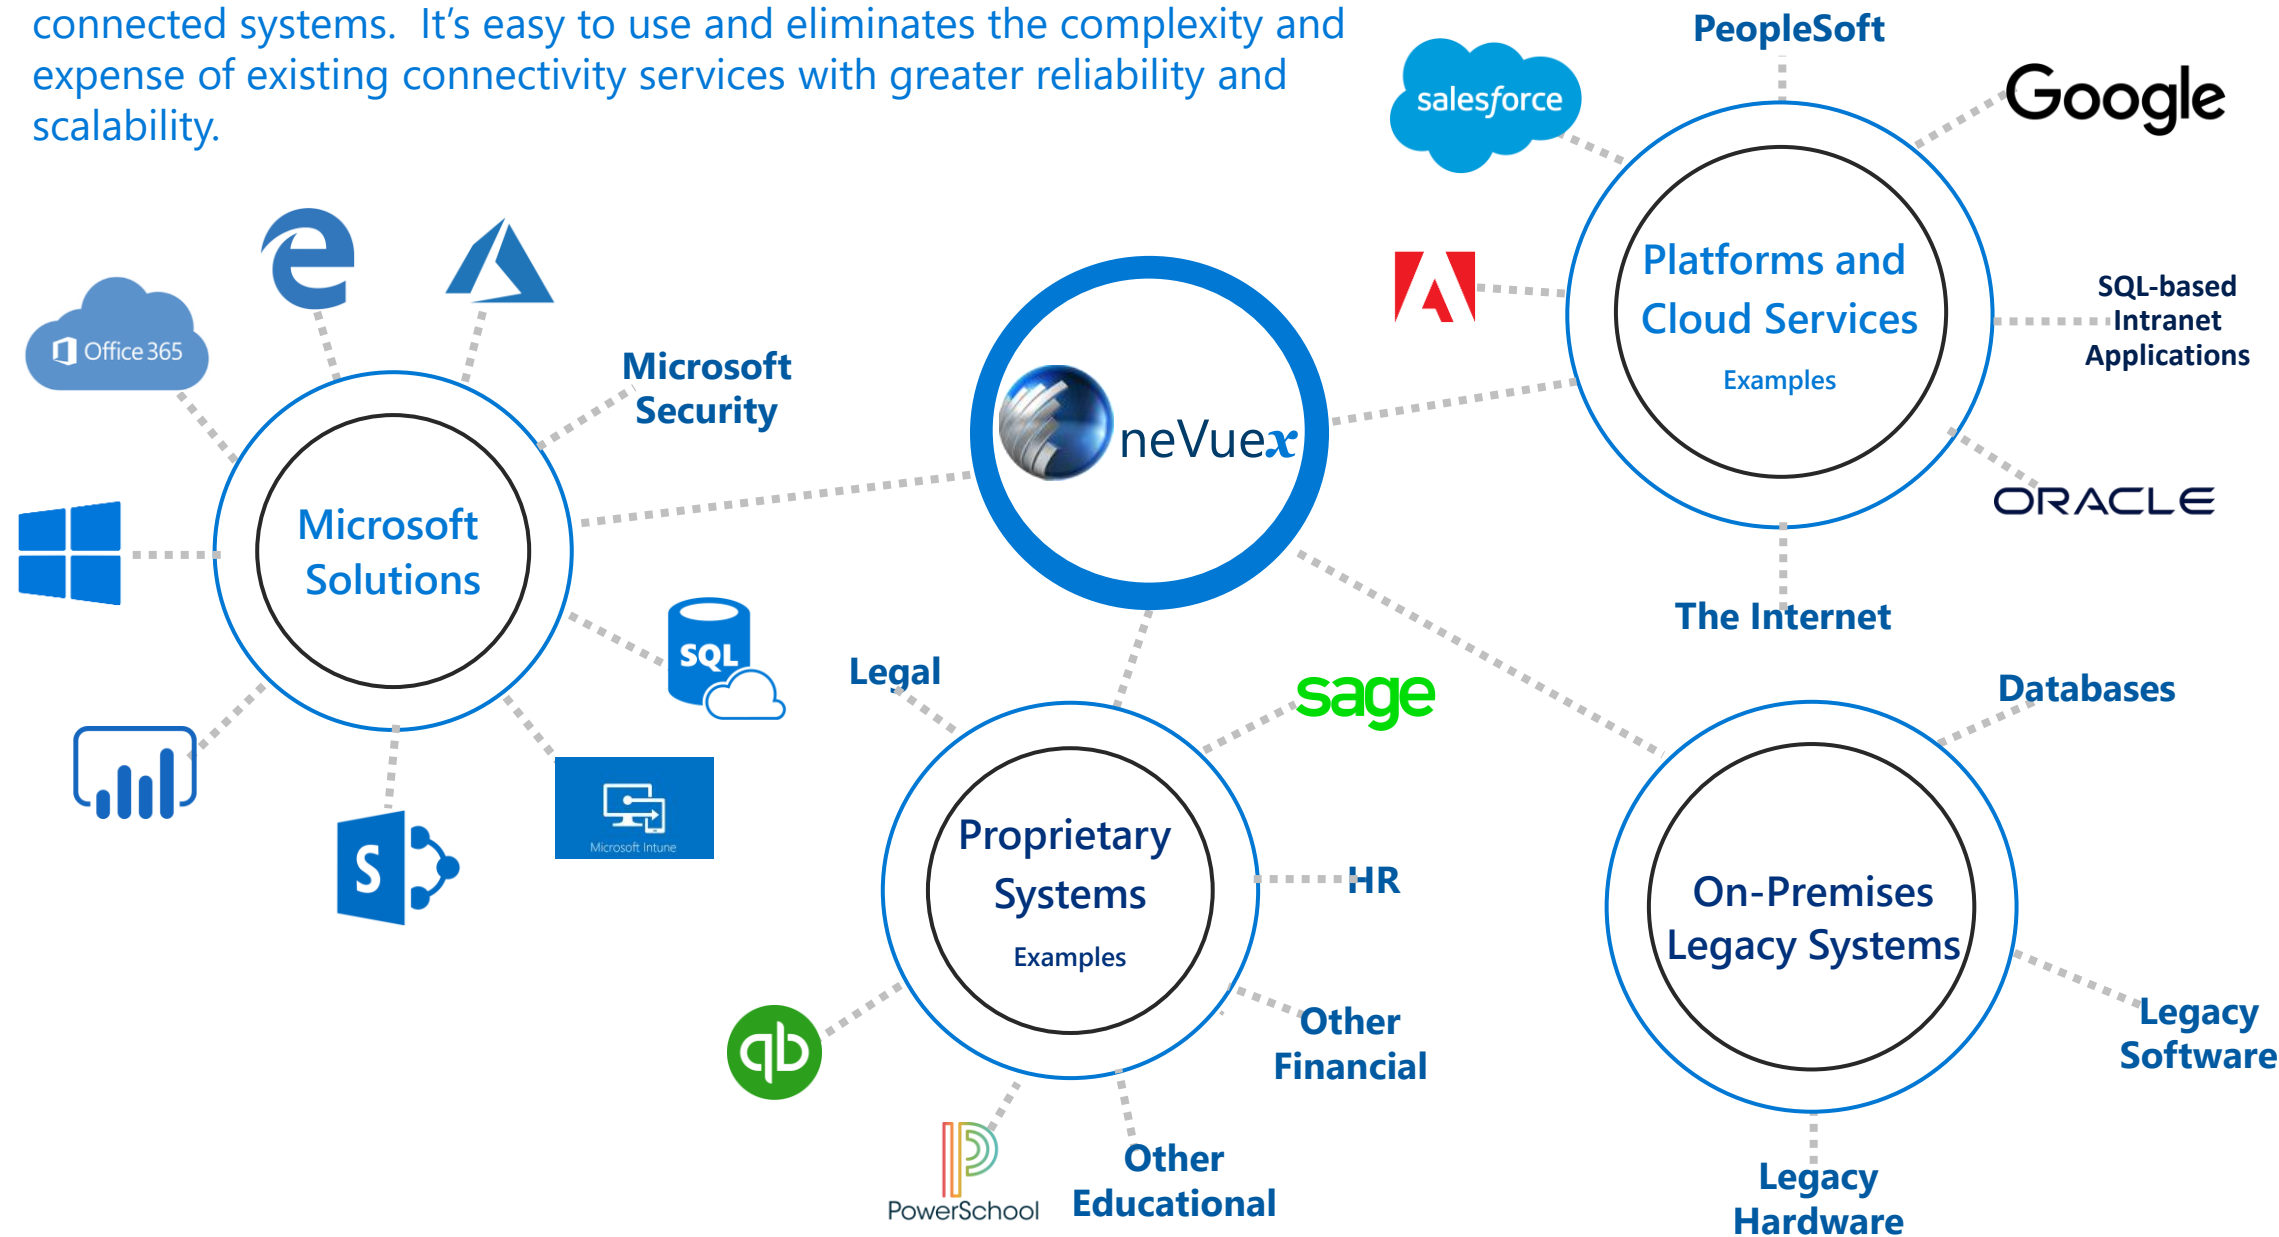 connected systems.  It's easy to use and eliminates the complexity and
expense of existing connectivity services with greater reliability and
scalability.
PeopleSoft
salesforce
Google
Platforms and
Cloud Services
Examples
SQL-based
Intranet
Applications
ORACLE
The Internet
Office 365
Microsoft
Security
Microsoft
Solutions
SQL
S
Microsoft Intune
neVuex
Legal
sage
Proprietary
Systems
Examples
HR
Other
Financial
qb
PowerSchool
Other
Educational
Databases
On-Premises
Legacy Systems
Legacy
Software
Legacy
Hardware